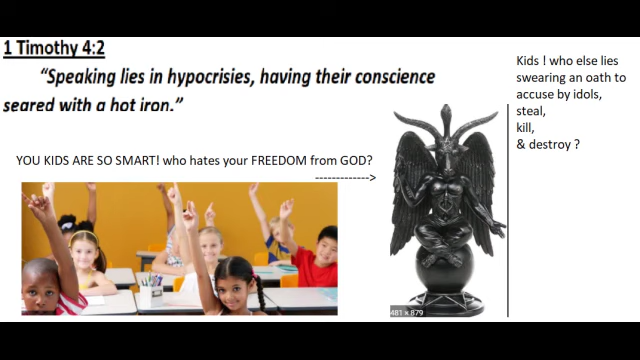 1 Timothy 4:2
“Speaking lies in hypocrisies, having their conscience
seared with a hot iron.”
YOU KIDS ARE SO SMART! who hates your FREEDOM from GOD?
------------->
Kids ! who else lies
swearing an oath to
accuse by idols,
steal,
kill,
& destroy ?
481 × 879